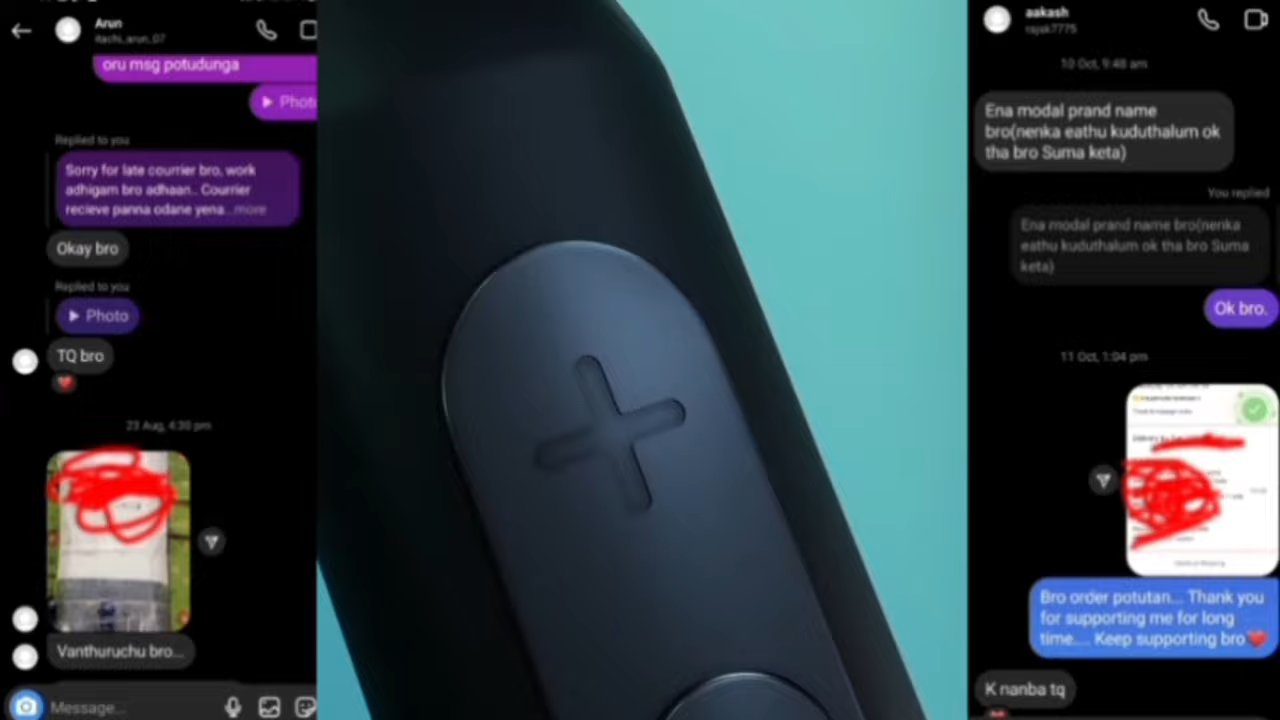 Arun
itachi_arun_07
oru msg potudunga
Photo
Replied to you
Sorry for late courrier bro, work
adhigam bro adhaan.. Courrier
recieve panna odane yena...more
Okay bro
Replied to you
Photo
TQ bro
23 Aug, 4:30 pm
Vanthuruchu bro...
Message...
aakash
rajak7775
10 Oct, 9:48 am
Ena modal prand name
bro(nenka eathu kuduthalum ok
tha bro Suma keta)
You replied
Ena modal prand name bro(nenka
eathu kuduthalum ok tha bro Suma
keta)
Ok bro.
11 Oct, 1:04 pm
Bro order potutan... Thank you
for supporting me for long
time.... Keep supporting bro❤️
K nanba tq